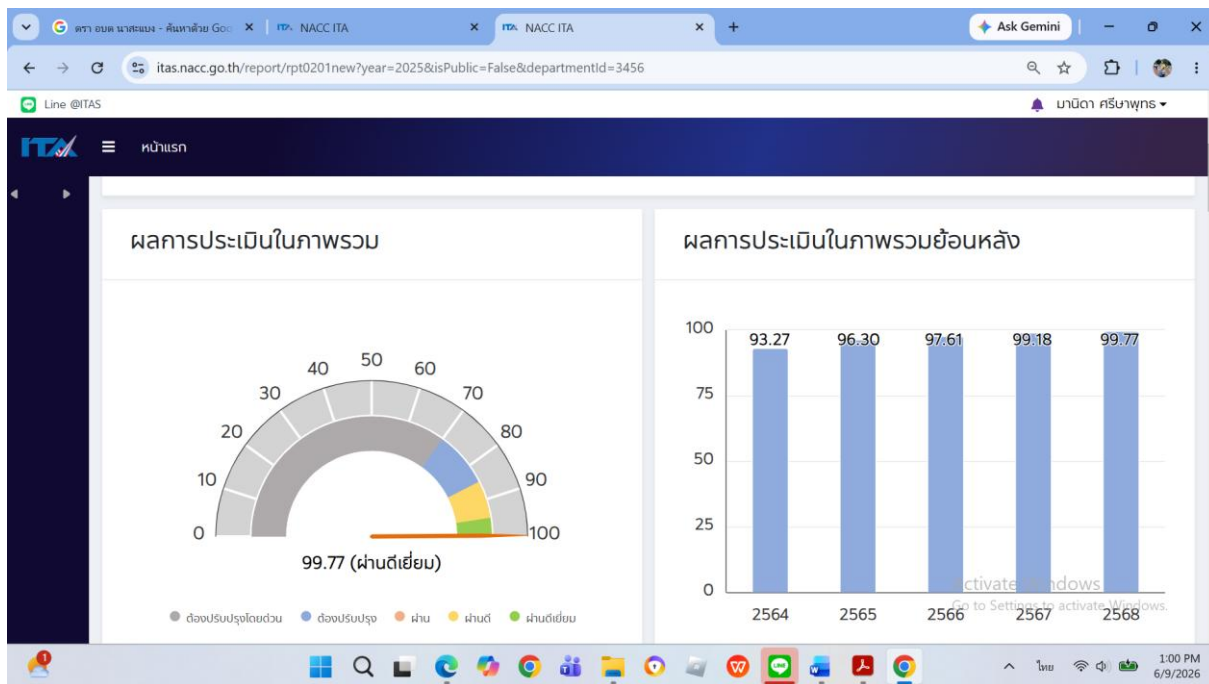 ตรา อบต นาสะแบง - ค้นหาด้วย Goo
NACC ITA
NACC ITA
Ask Gemini
itas.nacc.go.th/report/rpt0201new?year=2025&isPublic=False&departmentId=3456
Line @ITAS
มานิดา ศรีษาพุทธ
ITA
หน้าแรก
ผลการประเมินในภาพรวม
ผลการประเมินในภาพรวมย้อนหลัง
0 10 20 30 40 50 60 70 80 90 100
99.77 (ผ่านดีเยี่ยม)
ต้องปรับปรุงโดยด่วน ต้องปรับปรุง ผ่าน ผ่านดี ผ่านดีเยี่ยม
100
93.27 96.30 97.61 99.18 99.77
75
50
25
0
2564 2565 2566 2567 2568
Activate Windows
Go to Settings to activate Windows.
ไทย
1:00 PM
6/9/2026